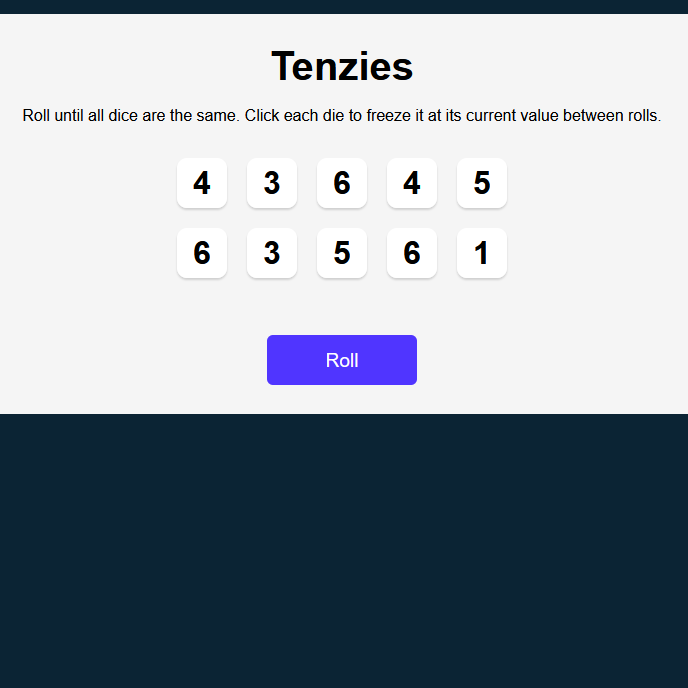 Tenzies
Roll until all dice are the same. Click each die to freeze it at its current value between rolls.
4 3 6 4 5
6 3 5 6 1
Roll